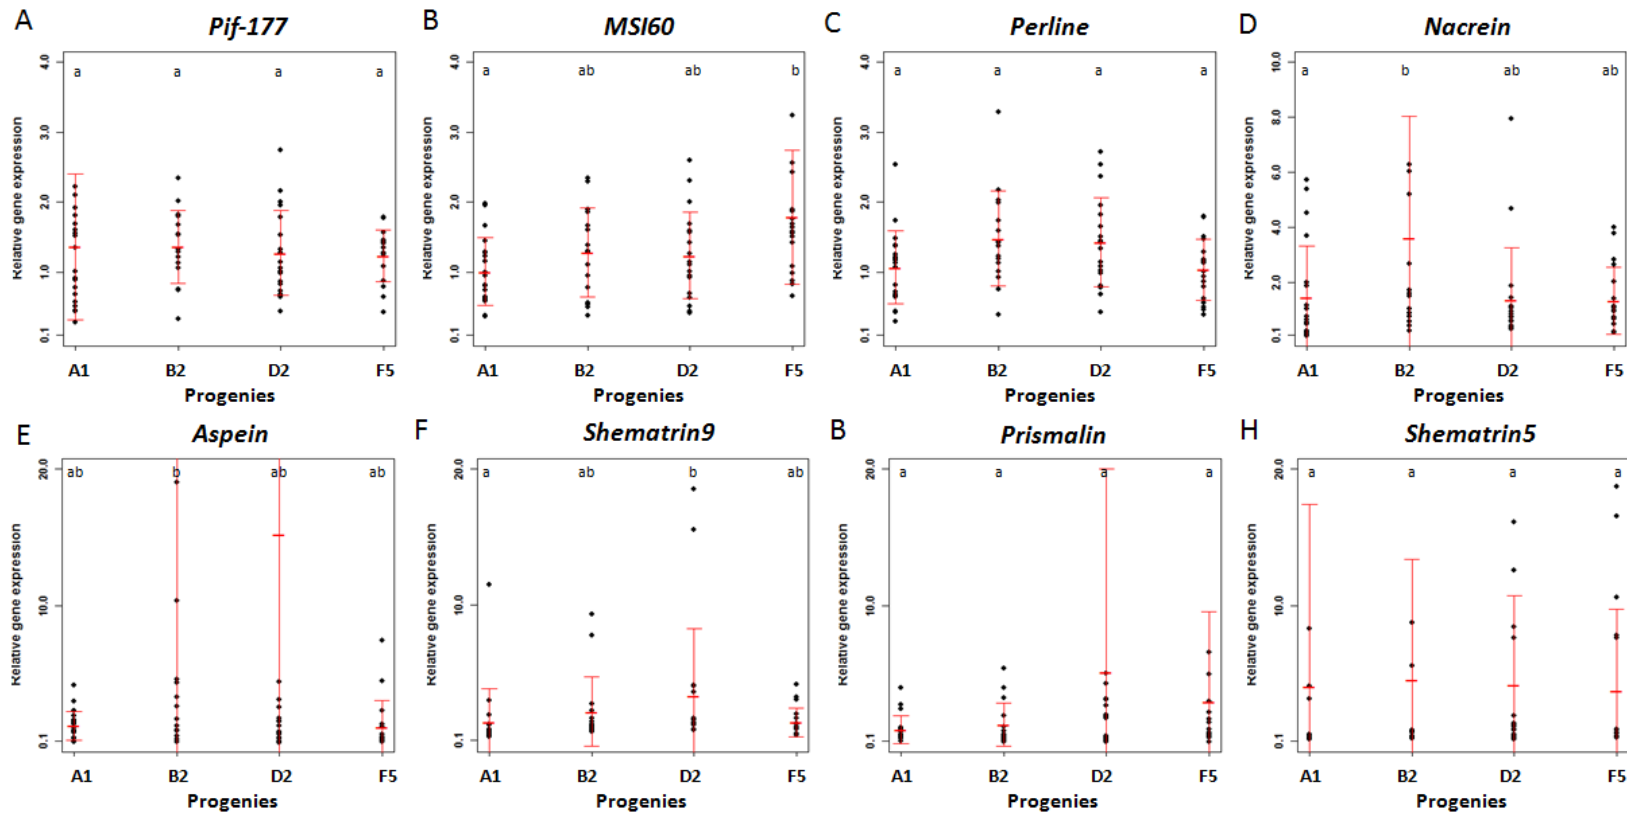 A Pif-177 B MSI60 C Perline D Nacrein
4.0 4.0 4.0 10.0
a a a a a ab ab b a a a a a b ab ab
8.0
3.0 3.0 3.0
6.0
2.0 2.0 2.0
4.0
1.0 1.0 1.0 2.0
0.1 0.1 0.1 0.1
Relative gene expression Relative gene expression Relative gene expression Relative gene expression
A1 B2 D2 F5 A1 B2 D2 F5 A1 B2 D2 F5 A1 B2 D2 F5
Progenies Progenies Progenies Progenies
E Aspein F Shematrin9 B Prismalin H Shematrin5
20.0 20.0 20.0 20.0
ab b ab ab a ab b ab a a a a a a a a
10.0 10.0 10.0 10.0
0.1 0.1 0.1 0.1
Relative gene expression Relative gene expression Relative gene expression Relative gene expression
A1 B2 D2 F5 A1 B2 D2 F5 A1 B2 D2 F5 A1 B2 D2 F5
Progenies Progenies Progenies Progenies